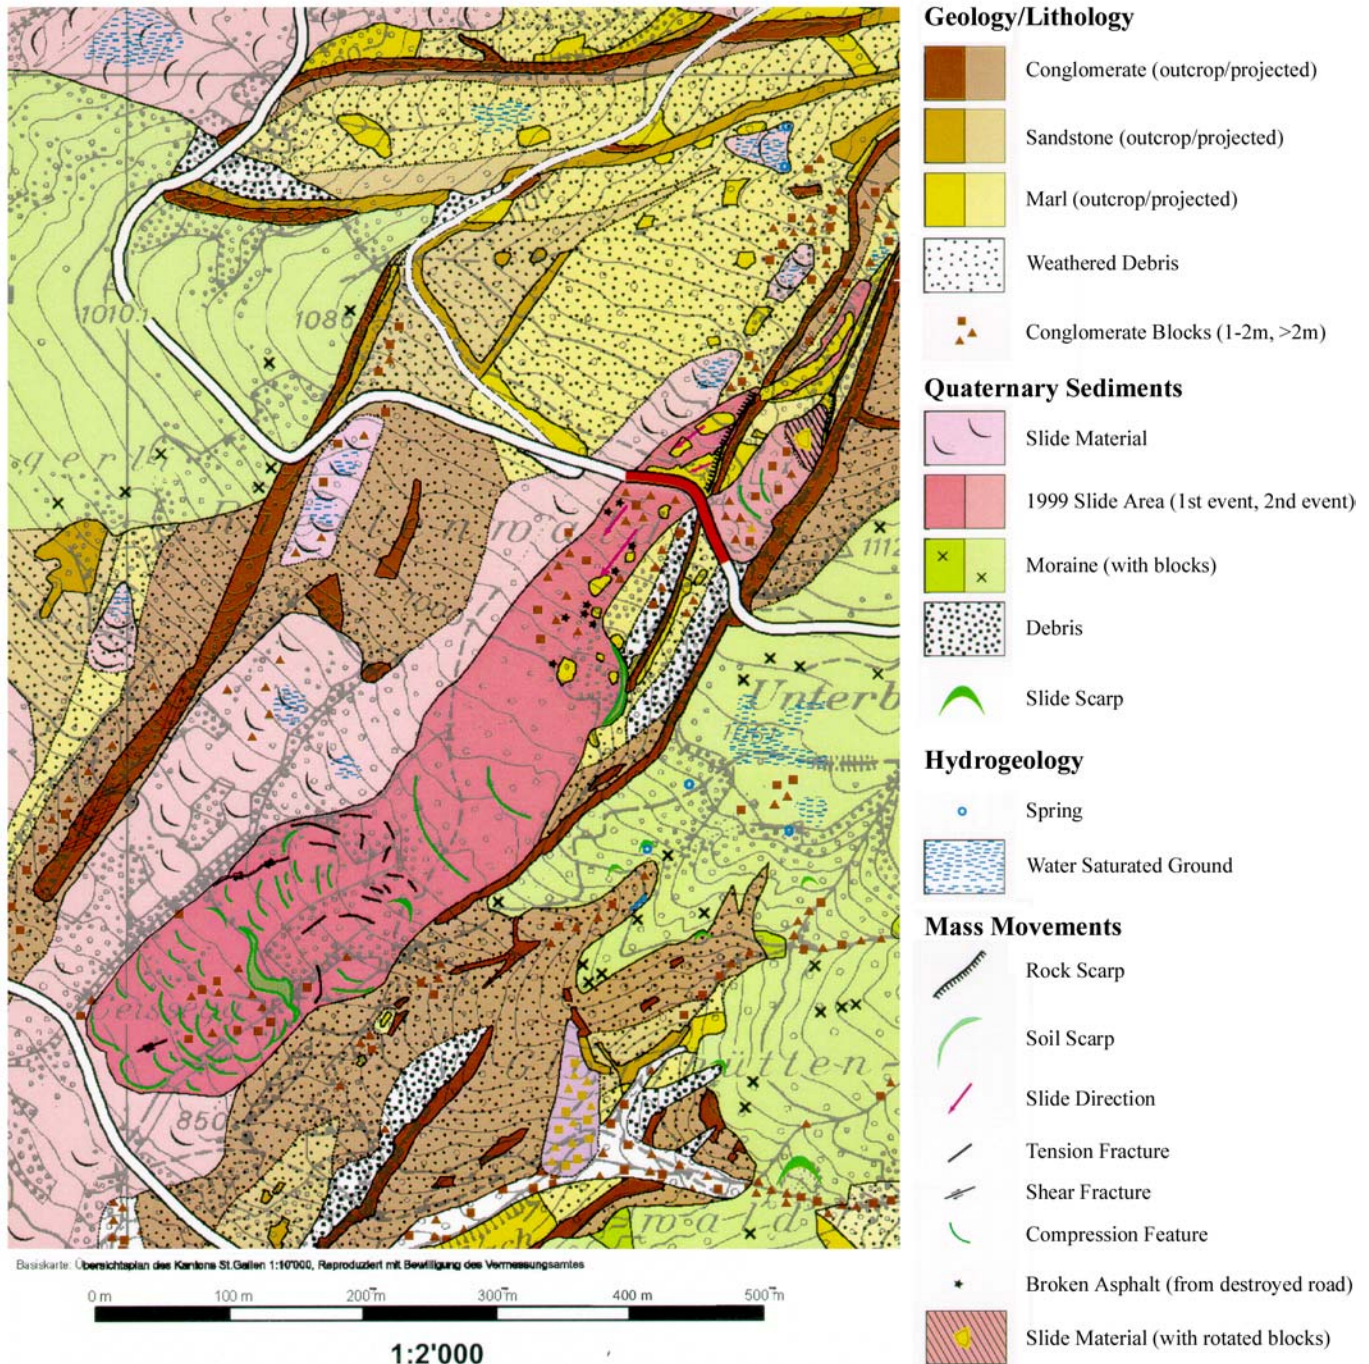 Geology/Lithology
Conglomerate (outcrop/projected)
Sandstone (outcrop/projected)
Marl (outcrop/projected)
Weathered Debris
Conglomerate Blocks (1-2m, >2m)
Quaternary Sediments
Slide Material
1999 Slide Area (1st event, 2nd event)
Moraine (with blocks)
Debris
Slide Scarp
Hydrogeology
Spring
Water Saturated Ground
Mass Movements
Rock Scarp
Soil Scarp
Slide Direction
Tension Fracture
Shear Fracture
Compression Feature
Broken Asphalt (from destroyed road)
Slide Material (with rotated blocks)
1010.1
1086
1112
Unterb
850
wald
Basiskarte: Übersichtsplan des Kantons St.Gallen 1:10'000, Reproduziert mit Bewilligung des Vermessungsamtes
0 m 100 m 200 m 300 m 400 m 500 m
1:2'000